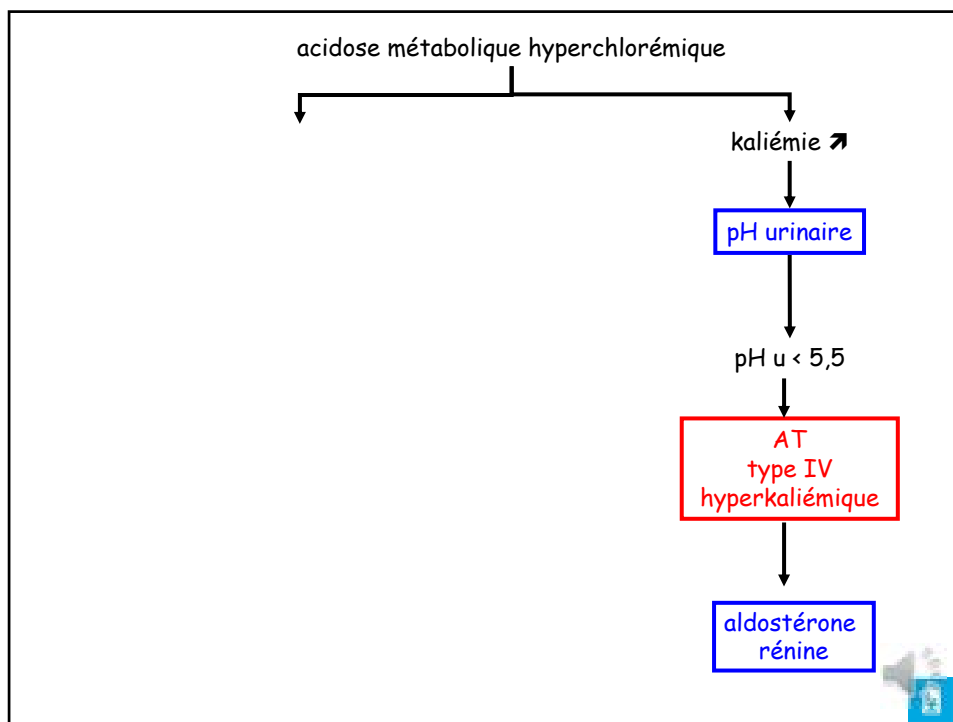 acidose métabolique hyperchlorémique
kaliémie ↗
pH urinaire
pH u < 5,5
AT
type IV
hyperkaliémique
aldostérone
rénine